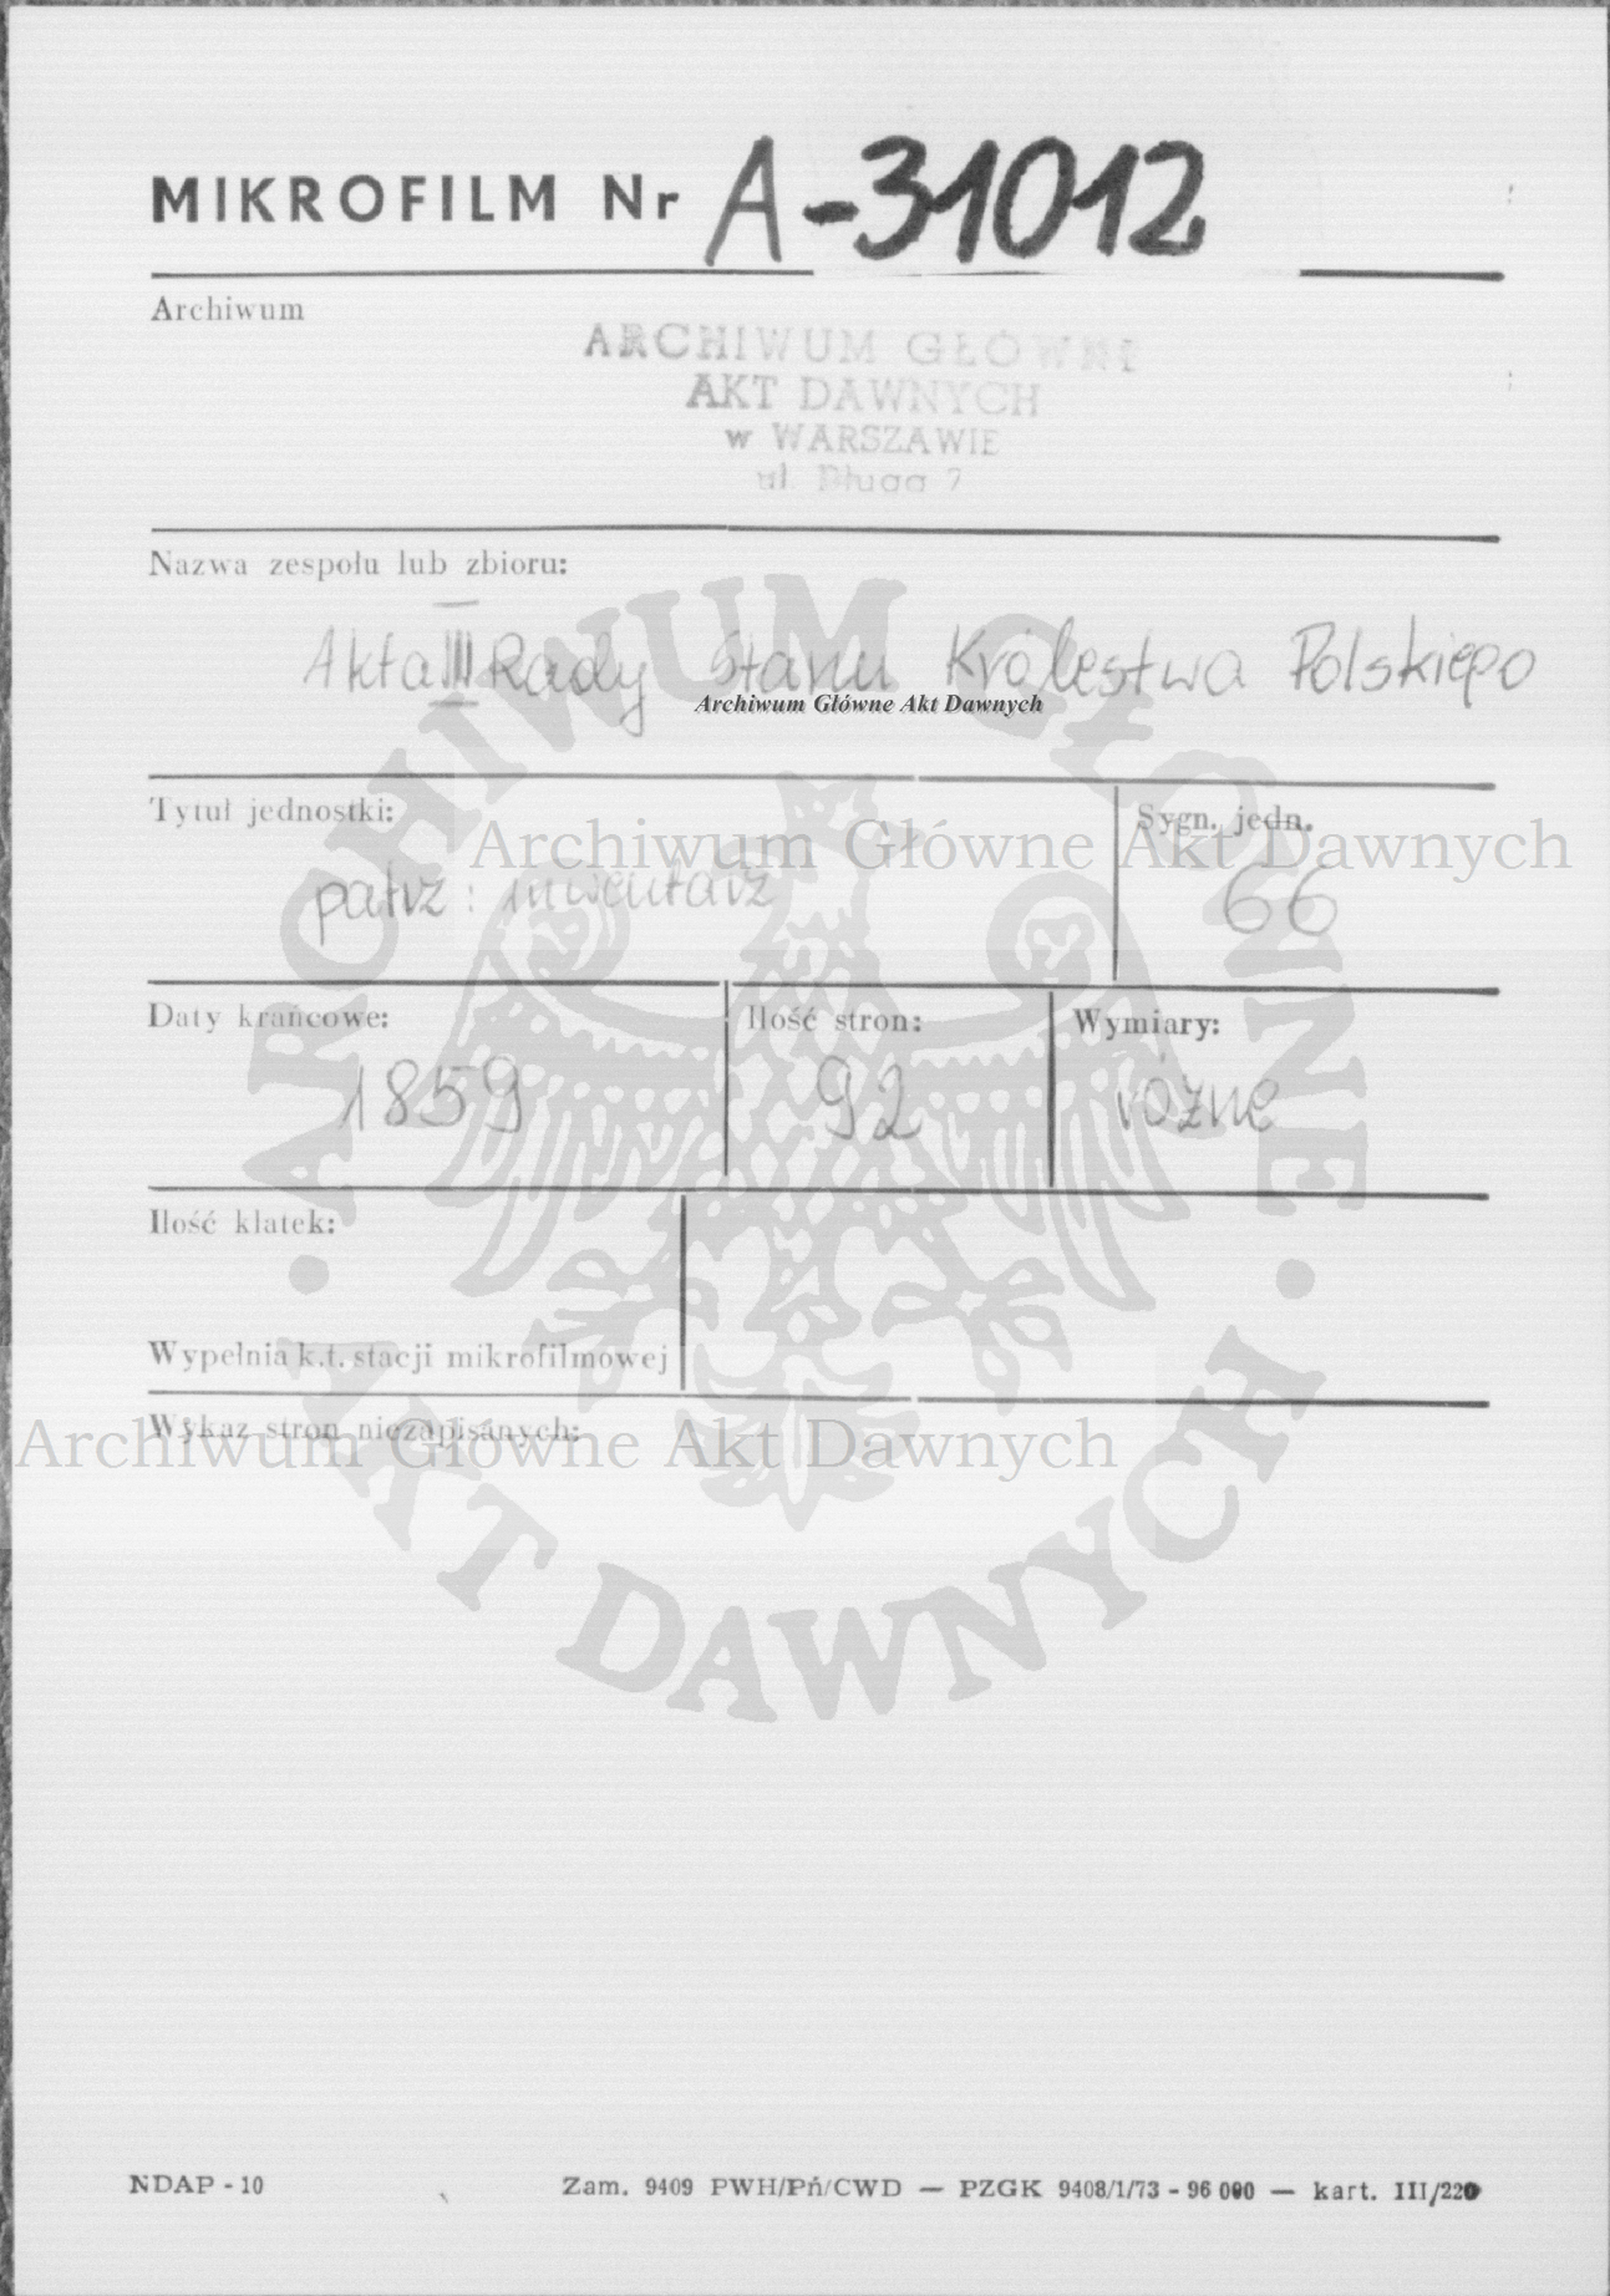 MIKROFILM Nr A-31012
Archiwum
ARCHIWUM GŁÓWNE
AKT DAWNYCH
w WARSZAWIE
ul. Długa 7
Nazwa zespołu lub zbioru:
Akta III Rady Stanu Królestwa Polskiego
Archiwum Główne Akt Dawnych
Tytuł jednostki:
Sygn. jedn.
Archiwum Główne Akt Dawnych
patrz: inwentarz
66
Daty krańcowe:
Ilość stron:
Wymiary:
1859
92
różne
Ilość klatek:
Wypełnia k.t. stacji mikrofilmowej
Wykaz stron niezapisanych:
Archiwum Główne Akt Dawnych
ARCHIWUM GŁÓWNE
AKT DAWNYCH
NDAP - 10
Zam. 9409 PWH/Pń/CWD — PZGK 9408/1/73 - 96 000 — kart. III/220